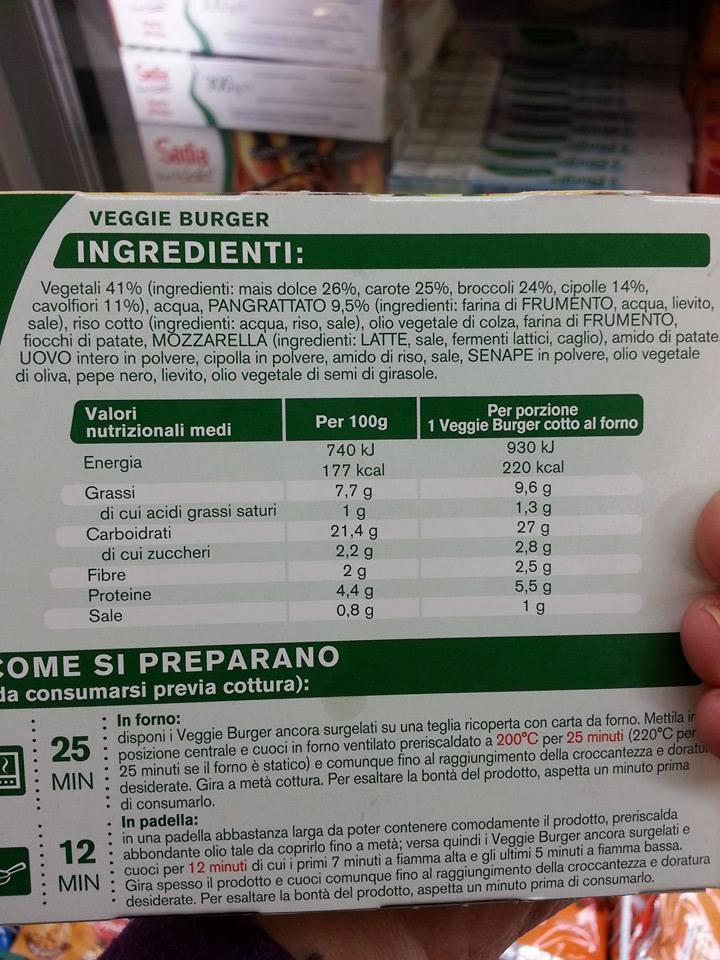 Sadia
300g
Sadia
VEGGIE BURGER
INGREDIENTI:
Vegetali 41% (ingredienti: mais dolce 26%, carote 25%, broccoli 24%, cipolle 14%,
cavolfiori 11%), acqua, PANGRATTATO 9,5% (ingredienti: farina di FRUMENTO, acqua, lievito,
sale), riso cotto (ingredienti: acqua, riso, sale), olio vegetale di colza, farina di FRUMENTO,
fiocchi di patate, MOZZARELLA (ingredienti: LATTE, sale, fermenti lattici, caglio), amido di patate
UOVO intero in polvere, cipolla in polvere, amido di riso, sale, SENAPE in polvere, olio vegetale
di oliva, pepe nero, lievito, olio vegetale di semi di girasole.
Valori nutrizionali medi Per 100g Per porzione 1 Veggie Burger cotto al forno
Energia 740 kJ 930 kJ
177 kcal 220 kcal
Grassi 7,7 g 9,6 g
di cui acidi grassi saturi 1 g 1,3 g
Carboidrati 21,4 g 27 g
di cui zuccheri 2,2 g 2,8 g
Fibre 2 g 2,5 g
Proteine 4,4 g 5,5 g
Sale 0,8 g 1 g
COME SI PREPARANO
da consumarsi previa cottura):
25 MIN
In forno:
disponi i Veggie Burger ancora surgelati su una teglia ricoperta con carta da forno. Mettila in
posizione centrale e cuoci in forno ventilato preriscaldato a 200°C per 25 minuti (220°C per
25 minuti se il forno è statico) e comunque fino al raggiungimento della croccantezza e doratu
desiderate. Gira a metà cottura. Per esaltare la bontà del prodotto, aspetta un minuto prima
di consumarlo.
12 MIN
In padella:
in una padella abbastanza larga da poter contenere comodamente il prodotto, preriscalda
abbondante olio tale da coprirlo fino a metà; versa quindi i Veggie Burger ancora surgelati e
cuoci per 12 minuti di cui i primi 7 minuti a fiamma alta e gli ultimi 5 minuti a fiamma bassa.
Gira spesso il prodotto e cuoci comunque fino al raggiungimento della croccantezza e doratura
desiderate. Per esaltare la bontà del prodotto, aspetta un minuto prima di consumarlo.